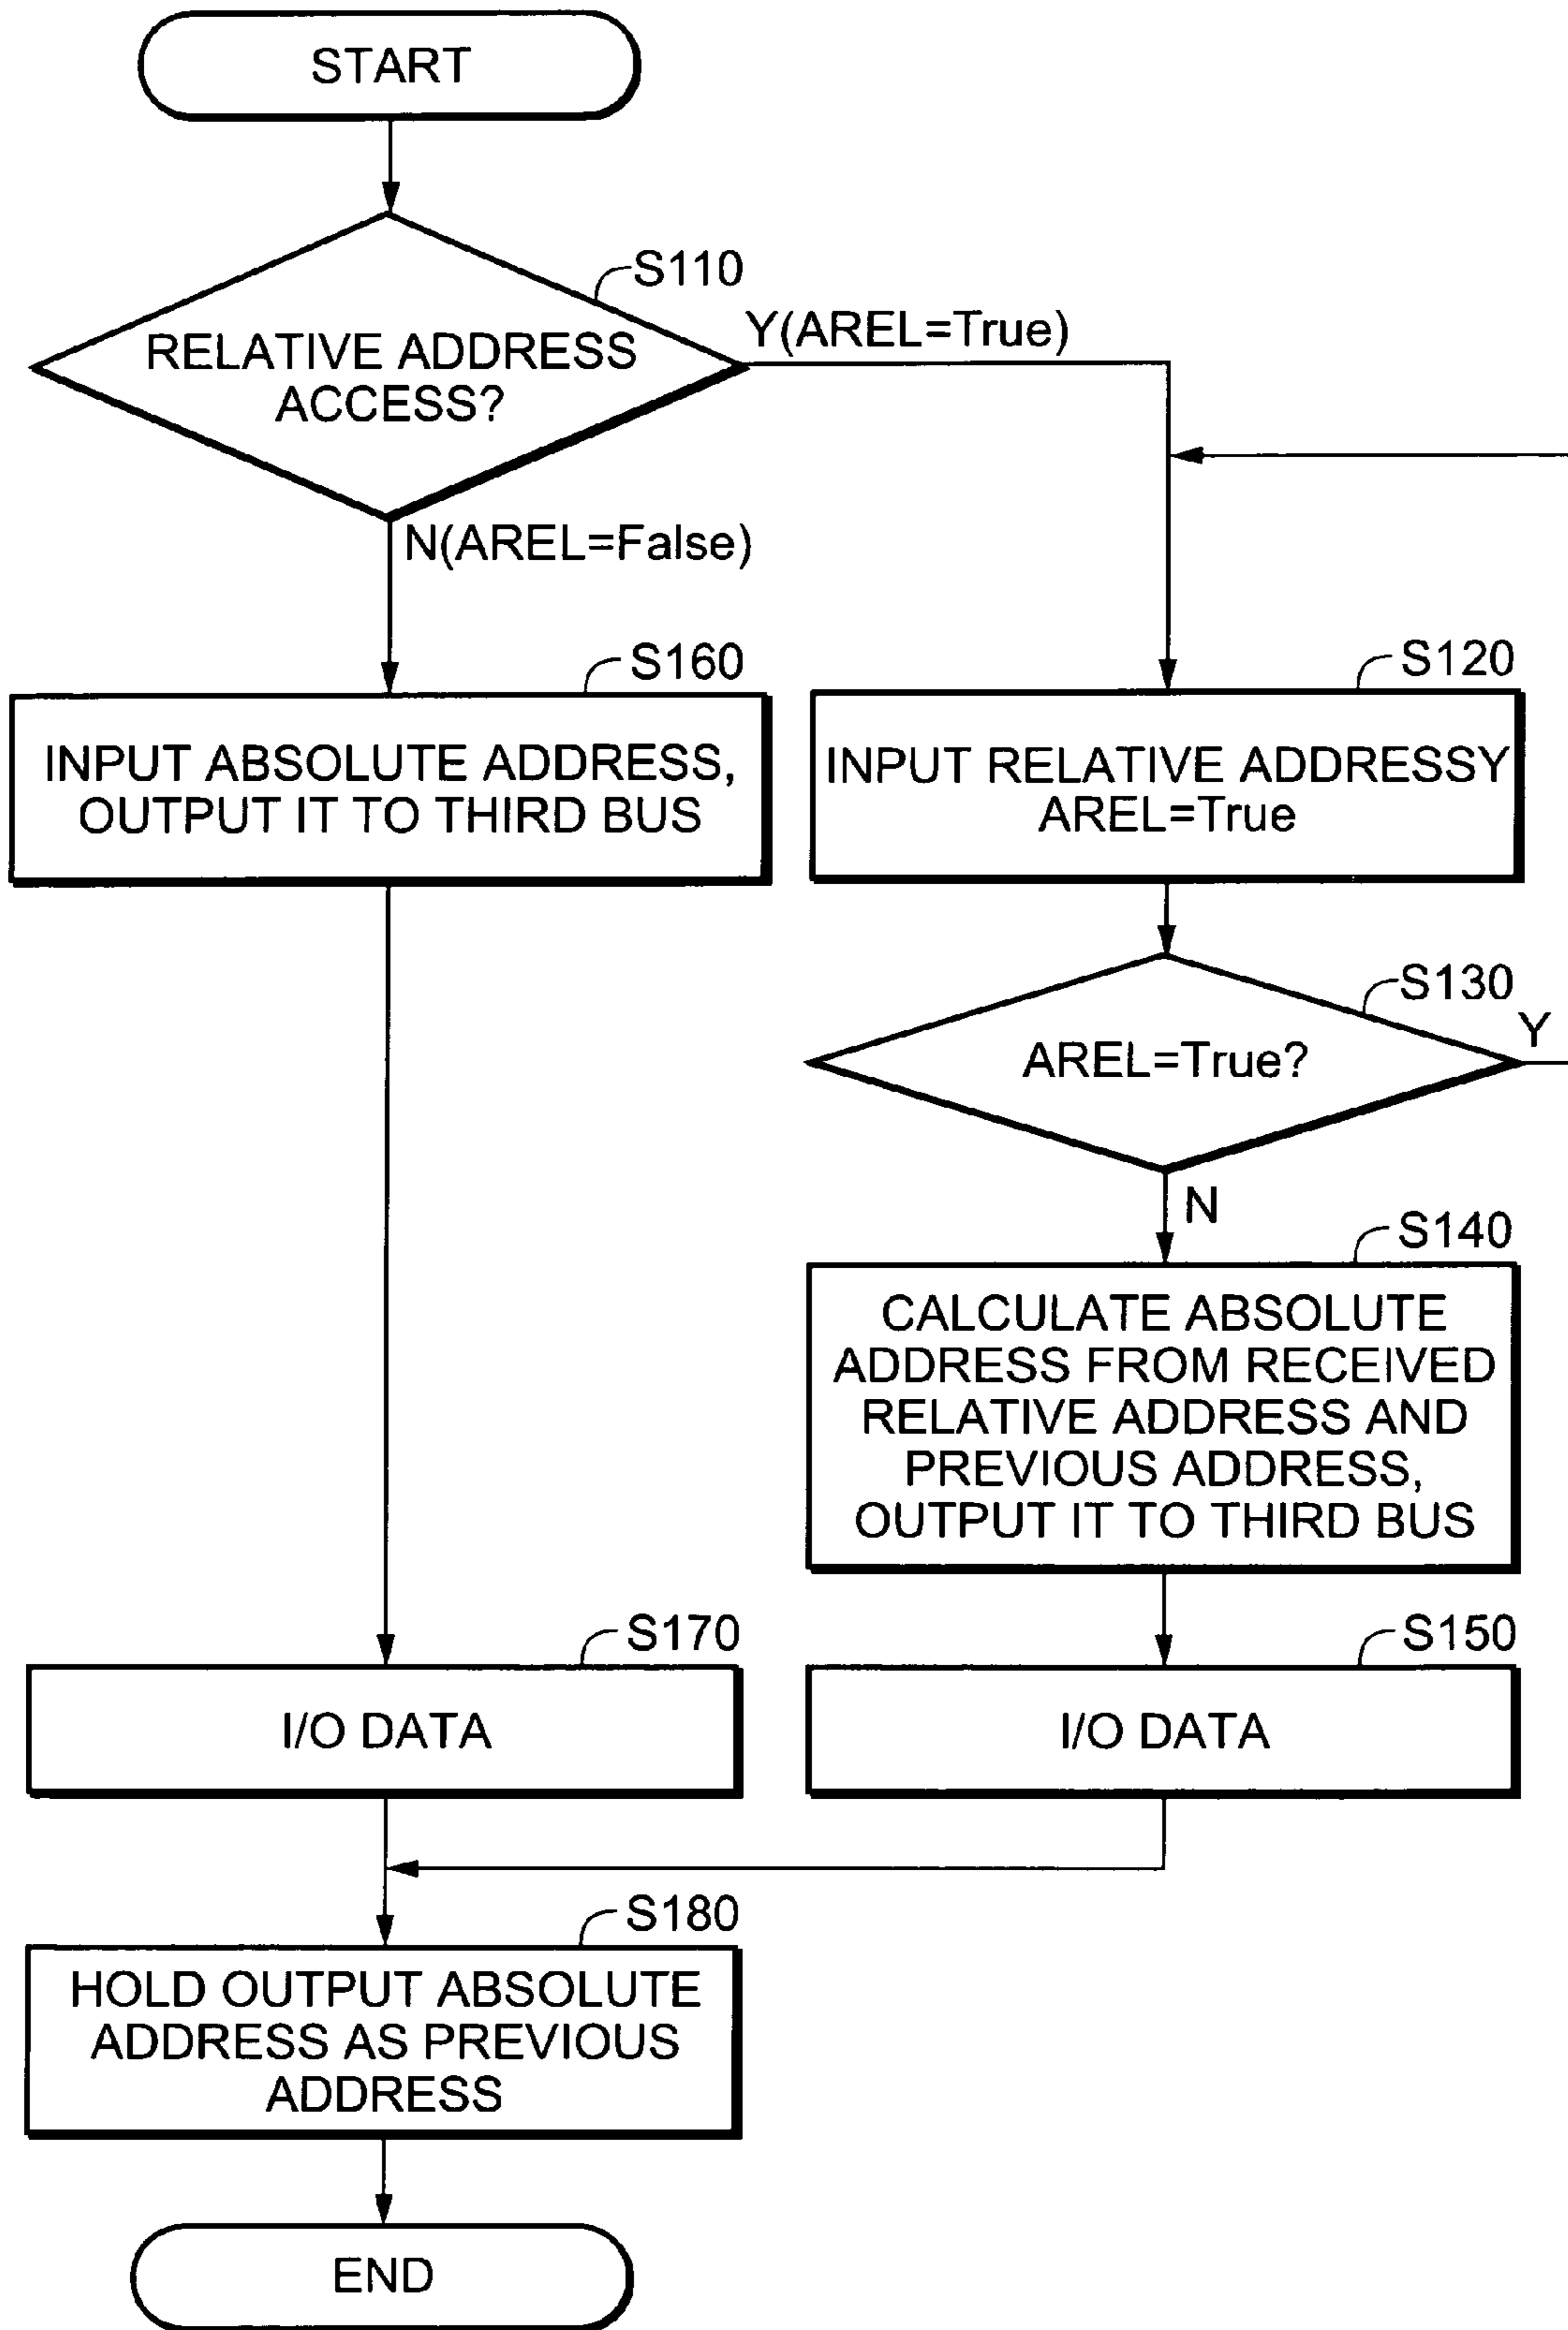 START
S110
RELATIVE ADDRESS
ACCESS?
Y(AREL=True)
N(AREL=False)
S160
INPUT ABSOLUTE ADDRESS,
OUTPUT IT TO THIRD BUS
S120
INPUT RELATIVE ADDRESSY
AREL=True
S130
AREL=True?
Y
N
S140
CALCULATE ABSOLUTE
ADDRESS FROM RECEIVED
RELATIVE ADDRESS AND
PREVIOUS ADDRESS,
OUTPUT IT TO THIRD BUS
S170
I/O DATA
S150
I/O DATA
S180
HOLD OUTPUT ABSOLUTE
ADDRESS AS PREVIOUS
ADDRESS
END